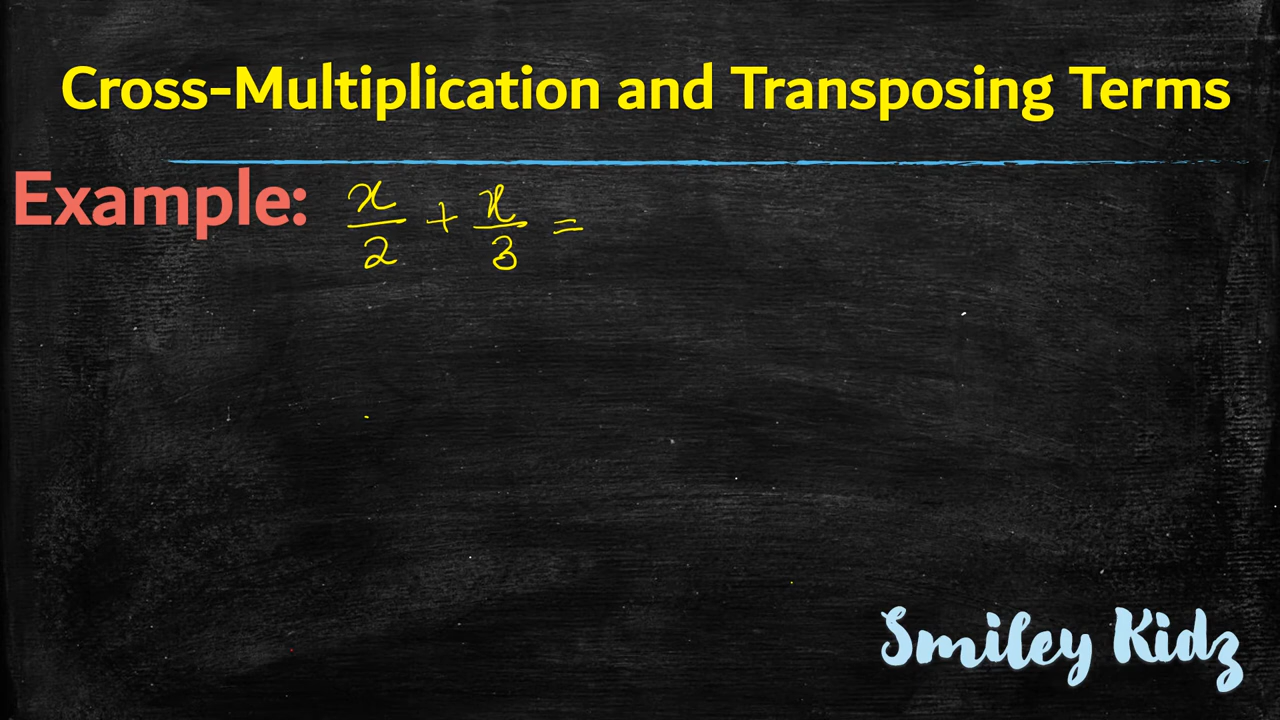 Cross-Multiplication and Transposing Terms
Example: x/2 + x/3 =
Smiley Kidz